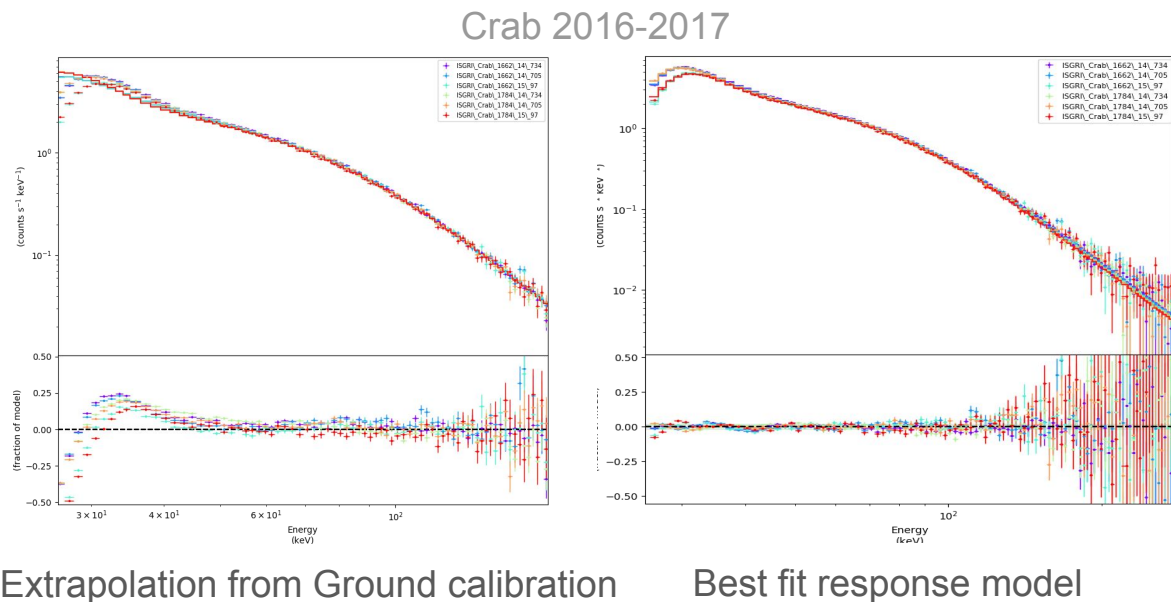 Crab 2016-2017
ISGRI\_Crab\_1662\_14\_734
ISGRI\_Crab\_1662\_14\_705
ISGRI\_Crab\_1662\_15\_97
ISGRI\_Crab\_1784\_14\_734
ISGRI\_Crab\_1784\_14\_705
ISGRI\_Crab\_1784\_15\_97
(counts s⁻¹ keV⁻¹)
10⁰
10⁻¹
0.50
0.25
0.00
−0.25
−0.50
(fraction of model)
3 × 10¹ 4 × 10¹ 6 × 10¹ 10²
Energy
(keV)
ISGRI\_Crab\_1662\_14\_734
ISGRI\_Crab\_1662\_14\_705
ISGRI\_Crab\_1662\_15\_97
ISGRI\_Crab\_1784\_14\_734
ISGRI\_Crab\_1784\_14\_705
ISGRI\_Crab\_1784\_15\_97
(counts s keV )
10⁰
10⁻¹
10⁻²
0.50
0.25
0.00
−0.25
−0.50
10²
Energy
(keV)
Extrapolation from Ground calibration
Best fit response model